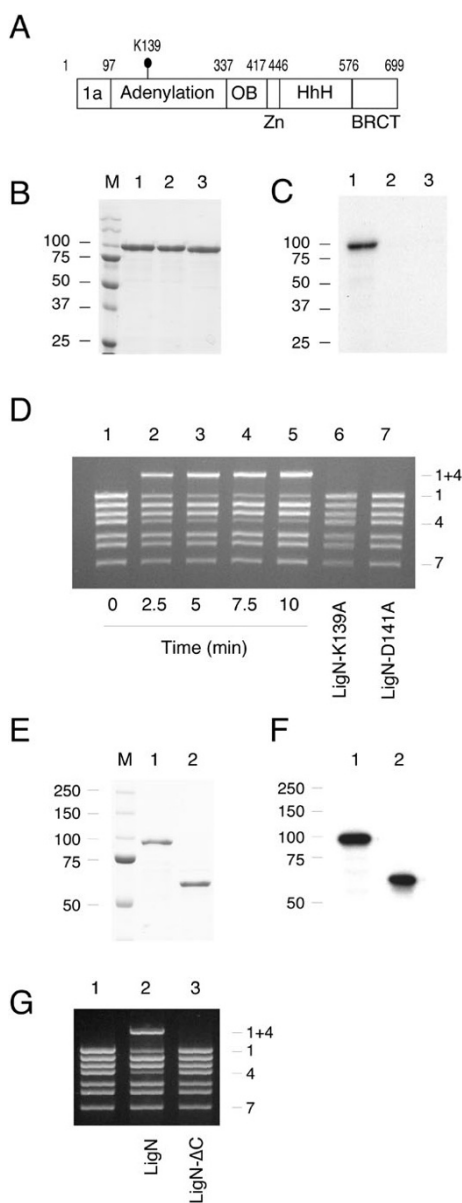 A
K139
1 97 337 417 446 576 699
1a Adenylation OB HhH
Zn BRCT
B
M 1 2 3
100
75
50
37
25
C
1 2 3
100
75
50
37
25
D
1 2 3 4 5 6 7
1+4
1
4
7
0 2.5 5 7.5 10
Time (min)
LigN-K139A
LigN-D141A
E
M 1 2
250
150
100
75
50
F
1 2
250
150
100
75
50
G
1 2 3
1+4
1
4
7
LigN
LigN-ΔC